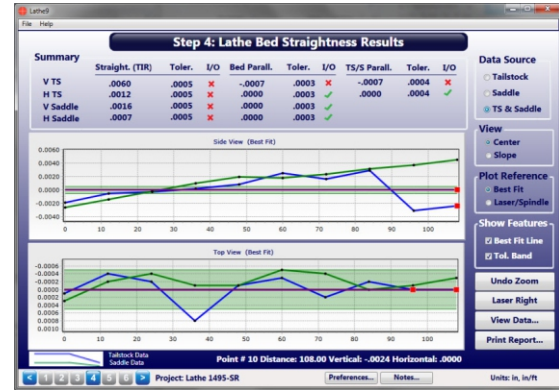 Lathe9
File Help
Step 4: Lathe Bed Straightness Results
Summary
Straight. (TIR) Toler. I/O Bed Parall. Toler. I/O TS/S Parall. Toler. I/O
V TS .0060 .0005 -.0007 .0003 -.0007 .0004
H TS .0012 .0005 .0000 .0003 .0000 .0004
V Saddle .0016 .0005 .0000 .0003
H Saddle .0007 .0005 .0000 .0003
Data Source
Tailstock
Saddle
TS & Saddle
View
Center
Slope
Plot Reference
Best Fit
Laser/Spindle
Show Features
Best Fit Line
Tol. Band
Undo Zoom
Laser Right
View Data...
Print Report...
Side View (Best Fit)
0.0060
0.0040
0.0020
0.0000
-0.0020
-0.0040
0 10 20 30 40 50 60 70 80 90 100
Top View (Best Fit)
-0.0006
-0.0004
-0.0002
0.0000
0.0002
0.0004
0.0006
0.0008
0.0010
0 10 20 30 40 50 60 70 80 90 100
Tailstock Data
Saddle Data
Point # 10 Distance: 108.00 Vertical: -.0024 Horizontal: .0000
1 2 3 4 5 6 Project: Lathe 1495-SR Preferences... Notes... Units: in, in/ft